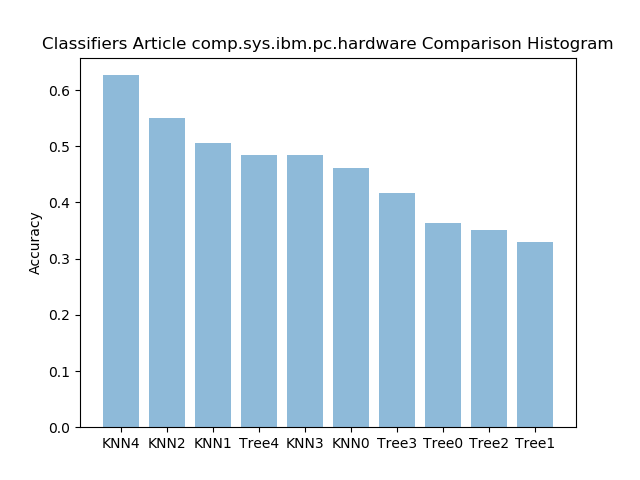 Classifiers Article comp.sys.ibm.pc.hardware Comparison Histogram
0.6
0.5
0.4
0.3
0.2
0.1
0.0
Accuracy
KNN4 KNN2 KNN1 Tree4 KNN3 KNN0 Tree3 Tree0 Tree2 Tree1